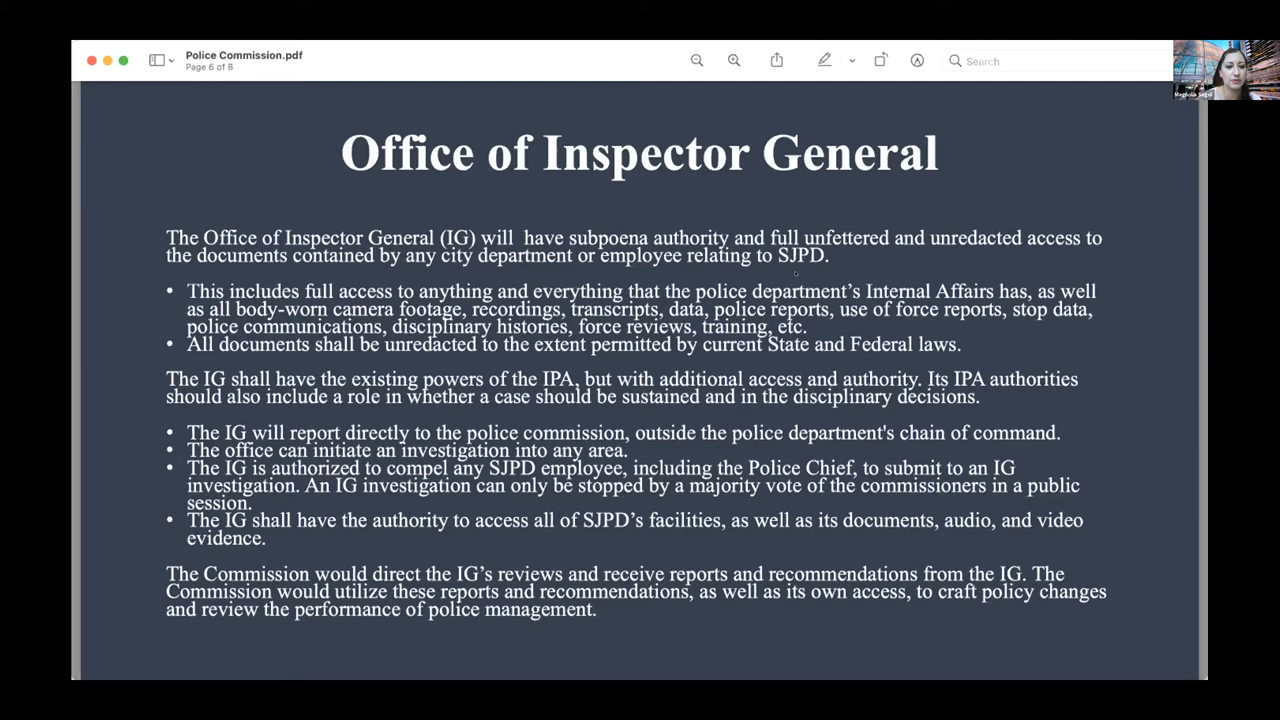 Police Commission.pdf
Page 6 of 8
Search
Office of Inspector General
The Office of Inspector General (IG) will have subpoena authority and full unfettered and unredacted access to
the documents contained by any city department or employee relating to SJPD.
• This includes full access to anything and everything that the police department's Internal Affairs has, as well
as all body-worn camera footage, recordings, transcripts, data, police reports, use of force reports, stop data,
police communications, disciplinary histories, force reviews, training, etc.
• All documents shall be unredacted to the extent permitted by current State and Federal laws.
The IG shall have the existing powers of the IPA, but with additional access and authority. Its IPA authorities
should also include a role in whether a case should be sustained and in the disciplinary decisions.
• The IG will report directly to the police commission, outside the police department's chain of command.
• The office can initiate an investigation into any area.
• The IG is authorized to compel any SJPD employee, including the Police Chief, to submit to an IG
investigation. An IG investigation can only be stopped by a majority vote of the commissioners in a public
session.
• The IG shall have the authority to access all of SJPD's facilities, as well as its documents, audio, and video
evidence.
The Commission would direct the IG's reviews and receive reports and recommendations from the IG. The
Commission would utilize these reports and recommendations, as well as its own access, to craft policy changes
and review the performance of police management.